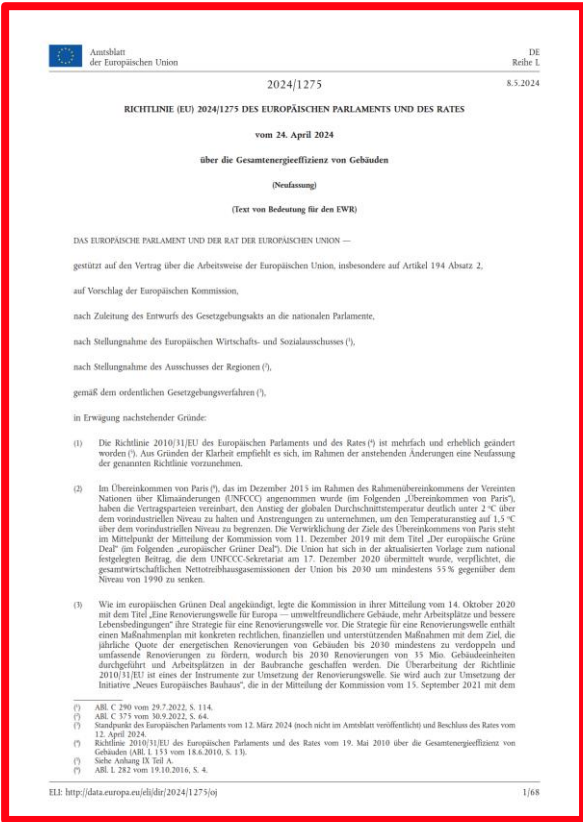 Amtsblatt
der Europäischen Union
DE
Reihe L
2024/1275
8.5.2024
RICHTLINIE (EU) 2024/1275 DES EUROPÄISCHEN PARLAMENTS UND DES RATES
vom 24. April 2024
über die Gesamtenergieeffizienz von Gebäuden
(Neufassung)
(Text von Bedeutung für den EWR)
DAS EUROPÄISCHE PARLAMENT UND DER RAT DER EUROPÄISCHEN UNION —
gestützt auf den Vertrag über die Arbeitsweise der Europäischen Union, insbesondere auf Artikel 194 Absatz 2,
auf Vorschlag der Europäischen Kommission,
nach Zuleitung des Entwurfs des Gesetzgebungsakts an die nationalen Parlamente,
nach Stellungnahme des Europäischen Wirtschafts- und Sozialausschusses (¹),
nach Stellungnahme des Ausschusses der Regionen (²),
gemäß dem ordentlichen Gesetzgebungsverfahren (³),
in Erwägung nachstehender Gründe:
(1) Die Richtlinie 2010/31/EU des Europäischen Parlaments und des Rates (⁴) ist mehrfach und erheblich geändert
worden (⁵). Aus Gründen der Klarheit empfiehlt es sich, im Rahmen der anstehenden Änderungen eine Neufassung
der genannten Richtlinie vorzunehmen.
(2) Im Übereinkommen von Paris (⁶), das im Dezember 2015 im Rahmen des Rahmenübereinkommens der Vereinten
Nationen über Klimaänderungen (UNFCCC) angenommen wurde (im Folgenden „Übereinkommen von Paris“),
haben die Vertragsparteien vereinbart, den Anstieg der globalen Durchschnittstemperatur deutlich unter 2 °C über
dem vorindustriellen Niveau zu halten und Anstrengungen zu unternehmen, um den Temperaturanstieg auf 1,5 °C
über dem vorindustriellen Niveau zu begrenzen. Die Verwirklichung der Ziele des Übereinkommens von Paris steht
im Mittelpunkt der Mitteilung der Kommission vom 11. Dezember 2019 mit dem Titel „Der europäische Grüne
Deal“ (im Folgenden „europäischer Grüner Deal“). Die Union hat sich in der aktualisierten Vorlage zum national
festgelegten Beitrag, die dem UNFCCC-Sekretariat am 17. Dezember 2020 übermittelt wurde, verpflichtet, die
gesamtwirtschaftlichen Nettotreibhausgasemissionen der Union bis 2030 um mindestens 55 % gegenüber dem
Niveau von 1990 zu senken.
(3) Wie im europäischen Grünen Deal angekündigt, legte die Kommission in ihrer Mitteilung vom 14. Oktober 2020
mit dem Titel „Eine Renovierungswelle für Europa — umweltfreundlichere Gebäude, mehr Arbeitsplätze und bessere
Lebensbedingungen“ ihre Strategie für eine Renovierungswelle vor. Die Strategie für eine Renovierungswelle enthält
einen Maßnahmenplan mit konkreten rechtlichen, finanziellen und unterstützenden Maßnahmen mit dem Ziel, die
jährliche Quote der energetischen Renovierungen von Gebäuden bis 2030 mindestens zu verdoppeln und
umfassende Renovierungen zu fördern, wodurch bis 2030 Renovierungen von 35 Mio. Gebäudeeinheiten
durchgeführt und Arbeitsplätzen in der Baubranche geschaffen werden. Die Überarbeitung der Richtlinie
2010/31/EU ist eines der Instrumente zur Umsetzung der Renovierungswelle. Sie wird auch zur Umsetzung der
Initiative „Neues Europäisches Bauhaus“, die in der Mitteilung der Kommission vom 15. September 2021 mit dem
(¹) ABl. C 290 vom 29.7.2022, S. 114.
(²) ABl. C 375 vom 30.9.2022, S. 64.
(³) Standpunkt des Europäischen Parlaments vom 12. März 2024 (noch nicht im Amtsblatt veröffentlicht) und Beschluss des Rates vom
12. April 2024.
(⁴) Richtlinie 2010/31/EU des Europäischen Parlaments und des Rates vom 19. Mai 2010 über die Gesamtenergieeffizienz von
Gebäuden (ABl. L 153 vom 18.6.2010, S. 13).
(⁵) Siehe Anhang IX Teil A.
(⁶) ABl. L 282 vom 19.10.2016, S. 4.
ELI: http://data.europa.eu/eli/dir/2024/1275/oj
1/68